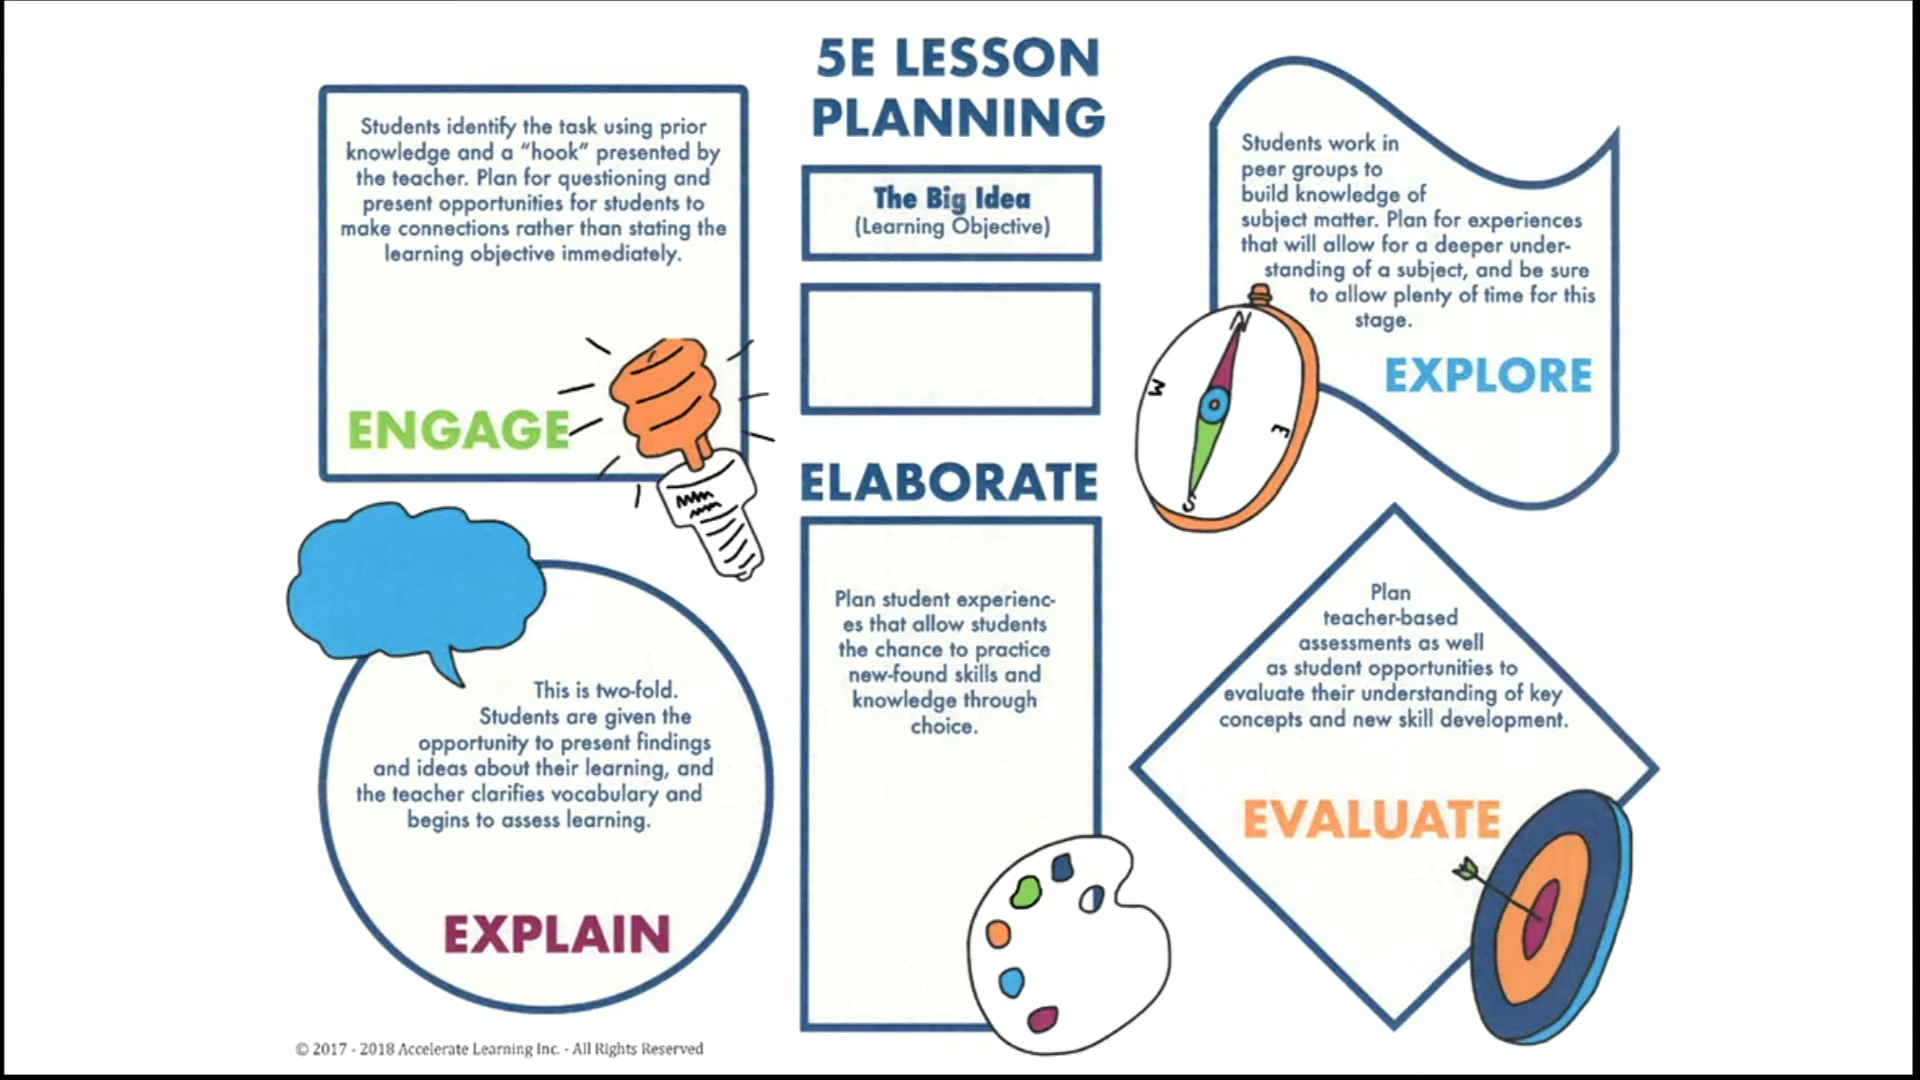 5E LESSON
PLANNING
Students identify the task using prior
knowledge and a “hook” presented by
the teacher. Plan for questioning and
present opportunities for students to
make connections rather than stating the
learning objective immediately.
ENGAGE
The Big Idea
(Learning Objective)
Students work in
peer groups to
build knowledge of
subject matter. Plan for experiences
that will allow for a deeper under-
standing of a subject, and be sure
to allow plenty of time for this
stage.
EXPLORE
N
E
S
W
This is two-fold.
Students are given the
opportunity to present findings
and ideas about their learning, and
the teacher clarifies vocabulary and
begins to assess learning.
EXPLAIN
ELABORATE
Plan student experienc-
es that allow students
the chance to practice
new-found skills and
knowledge through
choice.
Plan
teacher-based
assessments as well
as student opportunities to
evaluate their understanding of key
concepts and new skill development.
EVALUATE
© 2017 - 2018 Accelerate Learning Inc. - All Rights Reserved